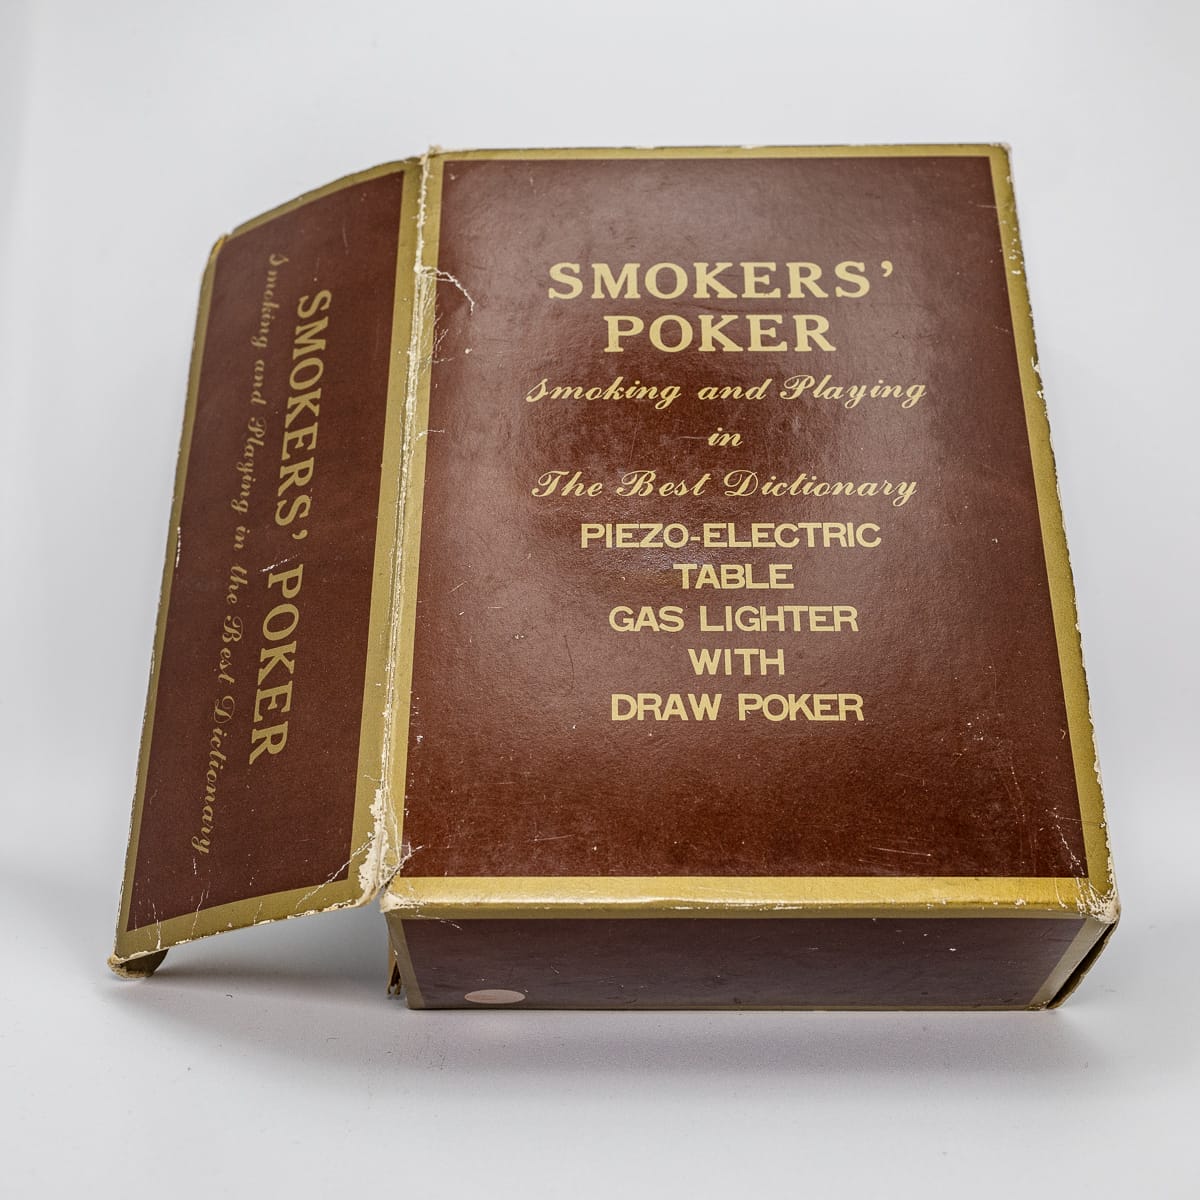 SMOKERS’
POKER
Smoking and Playing
in
The Best Dictionary
PIEZO-ELECTRIC
TABLE
GAS LIGHTER
WITH
DRAW POKER
SMOKERS’ POKER
Smoking and Playing in the Best Dictionary